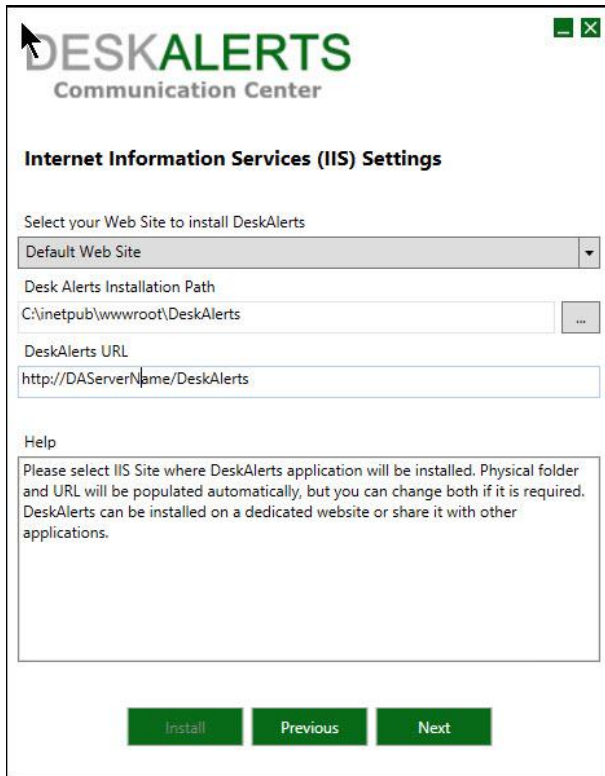 DESKALERTS
Communication Center
Internet Information Services (IIS) Settings
Select your Web Site to install DeskAlerts
Default Web Site
Desk Alerts Installation Path
C:\inetpub\wwwroot\DeskAlerts
...
DeskAlerts URL
http://DAServerName/DeskAlerts
Help
Please select IIS Site where DeskAlerts application will be installed. Physical folder
and URL will be populated automatically, but you can change both if it is required.
DeskAlerts can be installed on a dedicated website or share it with other
applications.
Install Previous Next